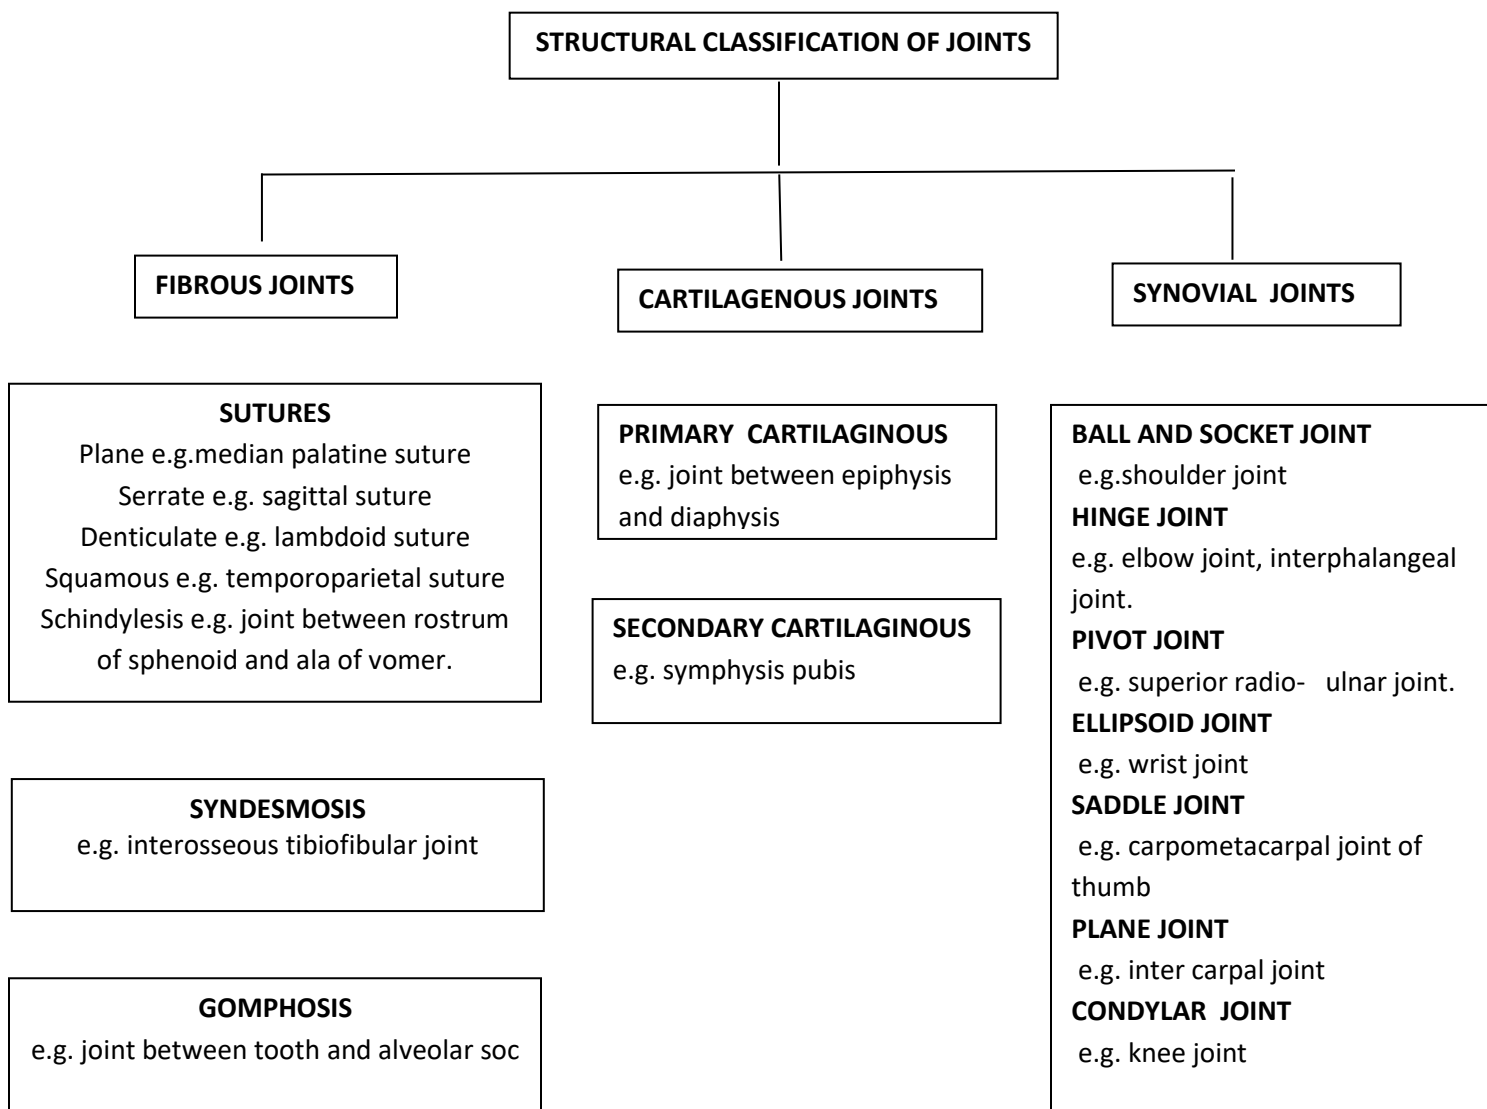 STRUCTURAL CLASSIFICATION OF JOINTS
FIBROUS JOINTS
CARTILAGENOUS JOINTS
SYNOVIAL  JOINTS
SUTURES
Plane e.g.median palatine suture
Serrate e.g. sagittal suture
Denticulate e.g. lambdoid suture
Squamous e.g. temporoparietal suture
Schindylesis e.g. joint between rostrum
of sphenoid and ala of vomer.
SYNDESMOSIS
e.g. interosseous tibiofibular joint
GOMPHOSIS
e.g. joint between tooth and alveolar soc
PRIMARY  CARTILAGINOUS
e.g. joint between epiphysis
and diaphysis
SECONDARY CARTILAGINOUS
e.g. symphysis pubis
BALL AND SOCKET JOINT
e.g.shoulder joint
HINGE JOINT
e.g. elbow joint, interphalangeal
joint.
PIVOT JOINT
e.g. superior radio-   ulnar joint.
ELLIPSOID JOINT
e.g. wrist joint
SADDLE JOINT
e.g. carpometacarpal joint of
thumb
PLANE JOINT
e.g. inter carpal joint
CONDYLAR  JOINT
e.g. knee joint